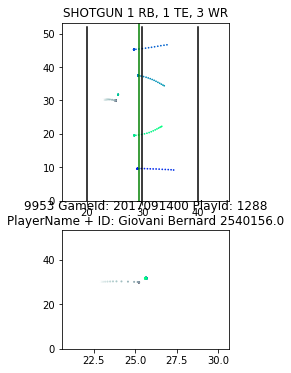 SHOTGUN 1 RB, 1 TE, 3 WR
50
40
30
20
10
0
20 30 40
9953 GameId: 2017091400 PlayId: 1288
PlayerName + ID: Giovani Bernard 2540156.0
40
20
0
22.5 25.0 27.5 30.0